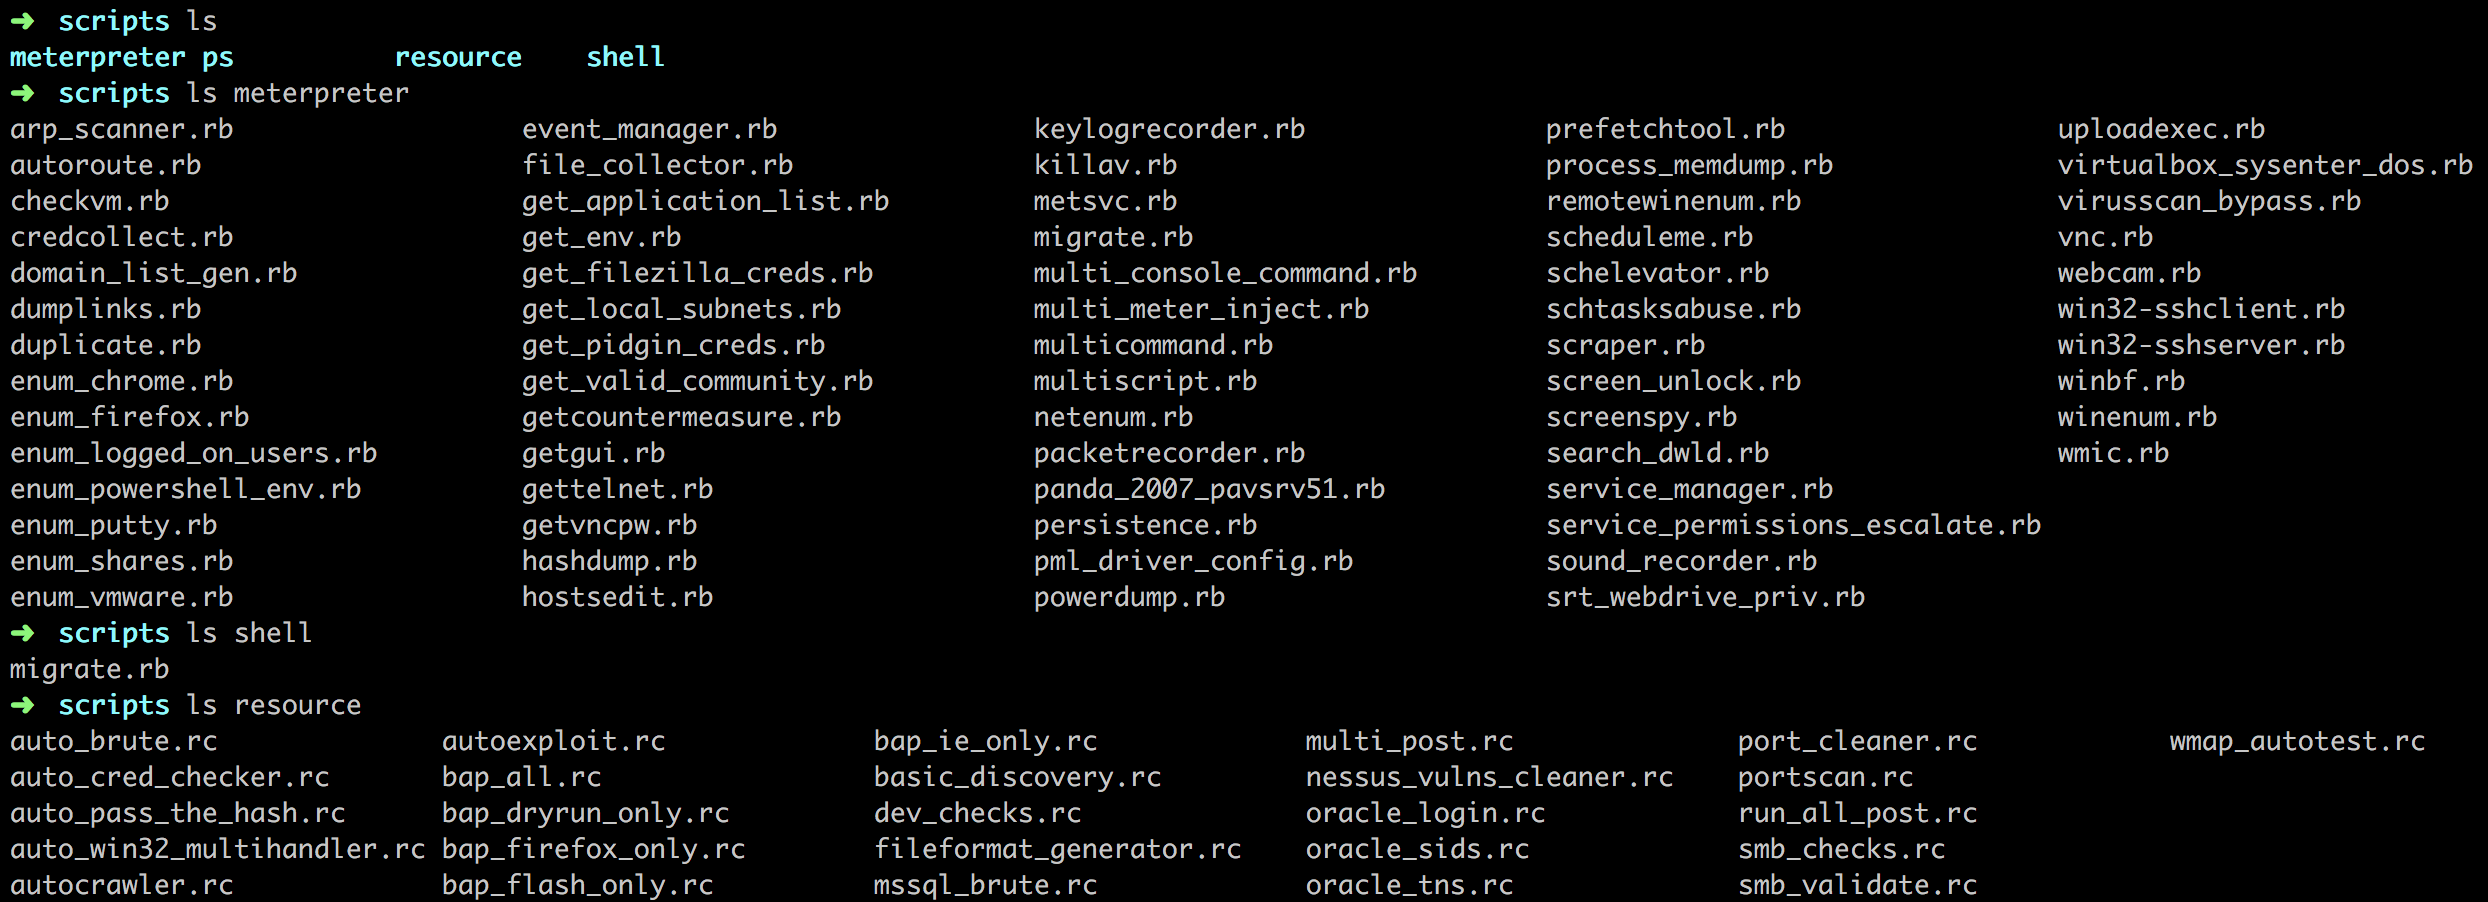 ➜ scripts ls
meterpreter ps resource shell
➜ scripts ls meterpreter
arp_scanner.rb event_manager.rb keylogrecorder.rb prefetchtool.rb uploadexec.rb
autoroute.rb file_collector.rb killav.rb process_memdump.rb virtualbox_sysenter_dos.rb
checkvm.rb get_application_list.rb metsvc.rb remotewinenum.rb virusscan_bypass.rb
credcollect.rb get_env.rb migrate.rb scheduleme.rb vnc.rb
domain_list_gen.rb get_filezilla_creds.rb multi_console_command.rb schelevator.rb webcam.rb
dumplinks.rb get_local_subnets.rb multi_meter_inject.rb schtasksabuse.rb win32-sshclient.rb
duplicate.rb get_pidgin_creds.rb multicommand.rb scraper.rb win32-sshserver.rb
enum_chrome.rb get_valid_community.rb multiscript.rb screen_unlock.rb winbf.rb
enum_firefox.rb getcountermeasure.rb netenum.rb screenspy.rb winenum.rb
enum_logged_on_users.rb getgui.rb packetrecorder.rb search_dwld.rb wmic.rb
enum_powershell_env.rb gettelnet.rb panda_2007_pavsrv51.rb service_manager.rb
enum_putty.rb getvncpw.rb persistence.rb service_permissions_escalate.rb
enum_shares.rb hashdump.rb pml_driver_config.rb sound_recorder.rb
enum_vmware.rb hostsedit.rb powerdump.rb srt_webdrive_priv.rb
➜ scripts ls shell
migrate.rb
➜ scripts ls resource
auto_brute.rc autoexploit.rc bap_ie_only.rc multi_post.rc port_cleaner.rc wmap_autotest.rc
auto_cred_checker.rc bap_all.rc basic_discovery.rc nessus_vulns_cleaner.rc portscan.rc
auto_pass_the_hash.rc bap_dryrun_only.rc dev_checks.rc oracle_login.rc run_all_post.rc
auto_win32_multihandler.rc bap_firefox_only.rc fileformat_generator.rc oracle_sids.rc smb_checks.rc
autocrawler.rc bap_flash_only.rc mssql_brute.rc oracle_tns.rc smb_validate.rc